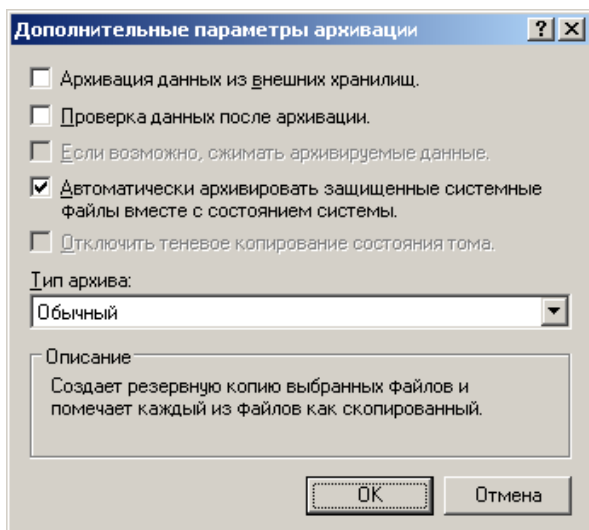 Дополнительные параметры архивации
Архивация данных из внешних хранилищ.
Проверка данных после архивации.
Если возможно, сжимать архивируемые данные.
Автоматически архивировать защищенные системные
файлы вместе с состоянием системы.
Отключить теневое копирование состояния тома.
Тип архива:
Обычный
Описание
Создает резервную копию выбранных файлов и
помечает каждый из файлов как скопированный.
OK Отмена